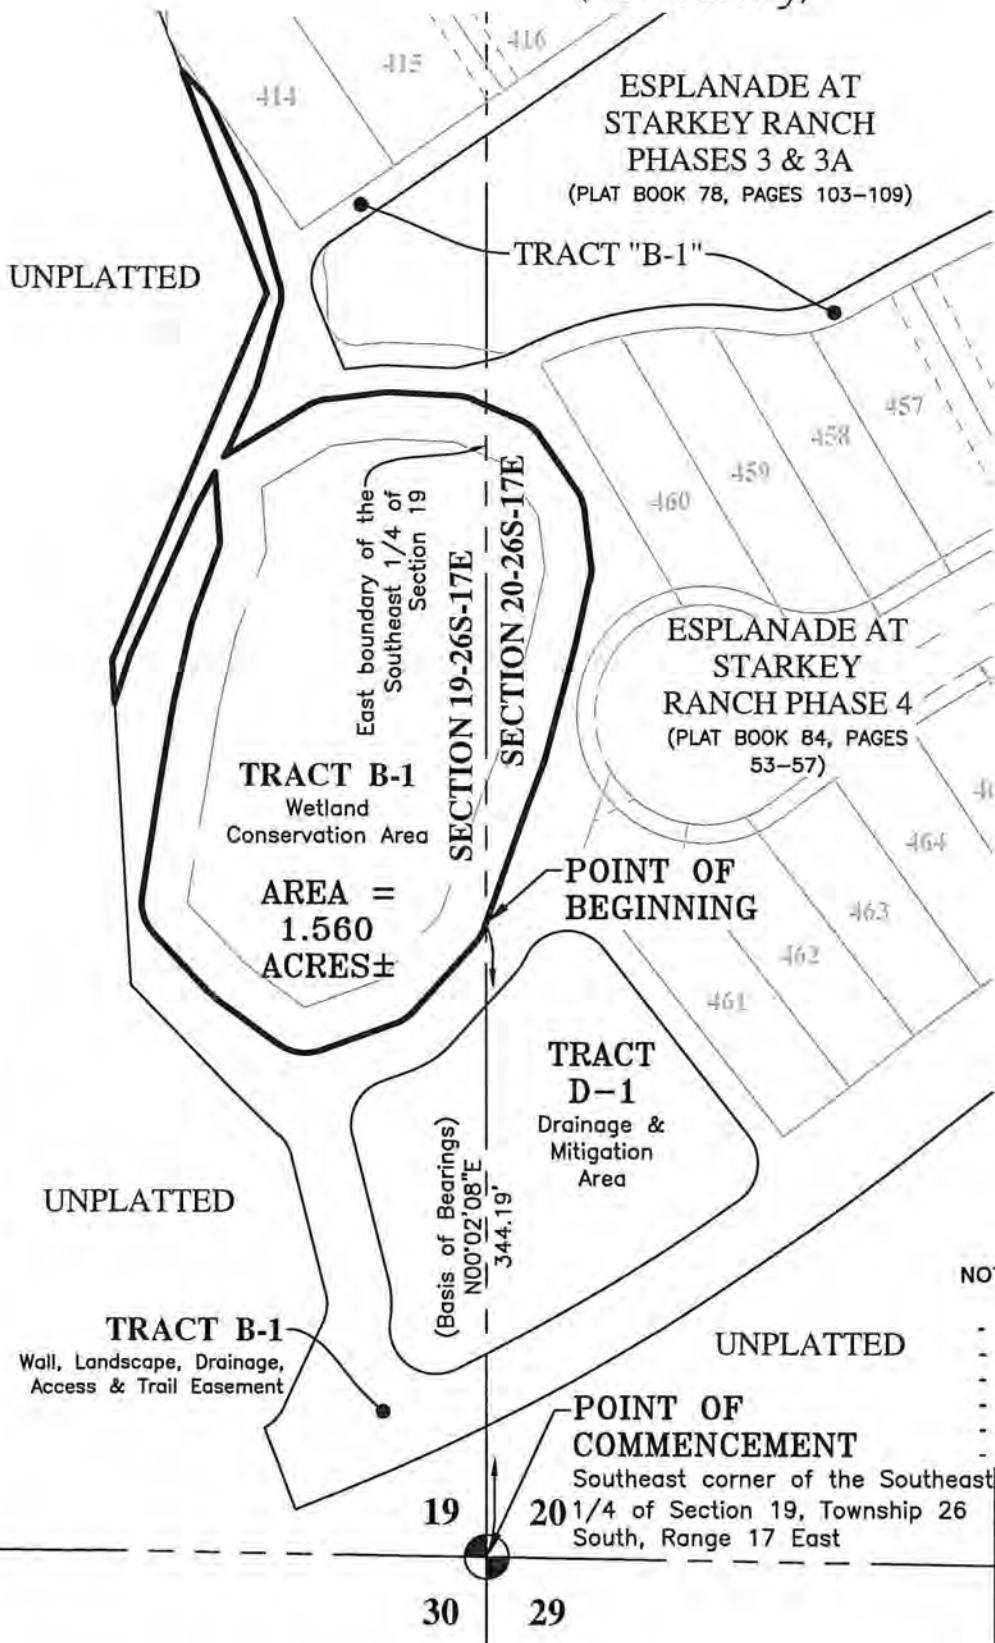 414
415
416
ESPLANADE AT
STARKEY RANCH
PHASES 3 & 3A
(PLAT BOOK 78, PAGES 103-109)
UNPLATTED
TRACT "B-1"
457
458
459
460
East boundary of the
Southeast 1/4 of
Section 19
SECTION 19-26S-17E
SECTION 20-26S-17E
ESPLANADE AT
STARKEY
RANCH PHASE 4
(PLAT BOOK 84, PAGES
53-57)
TRACT B-1
Wetland
Conservation Area
AREA =
1.560
ACRES±
POINT OF
BEGINNING
464
463
462
461
TRACT
D-1
Drainage &
Mitigation
Area
(Basis of Bearings)
N00°02'08"E
344.19'
UNPLATTED
TRACT B-1
Wall, Landscape, Drainage,
Access & Trail Easement
UNPLATTED
POINT OF
COMMENCEMENT
Southeast corner of the Southeast
1/4 of Section 19, Township 26
South, Range 17 East
19
20
30
29